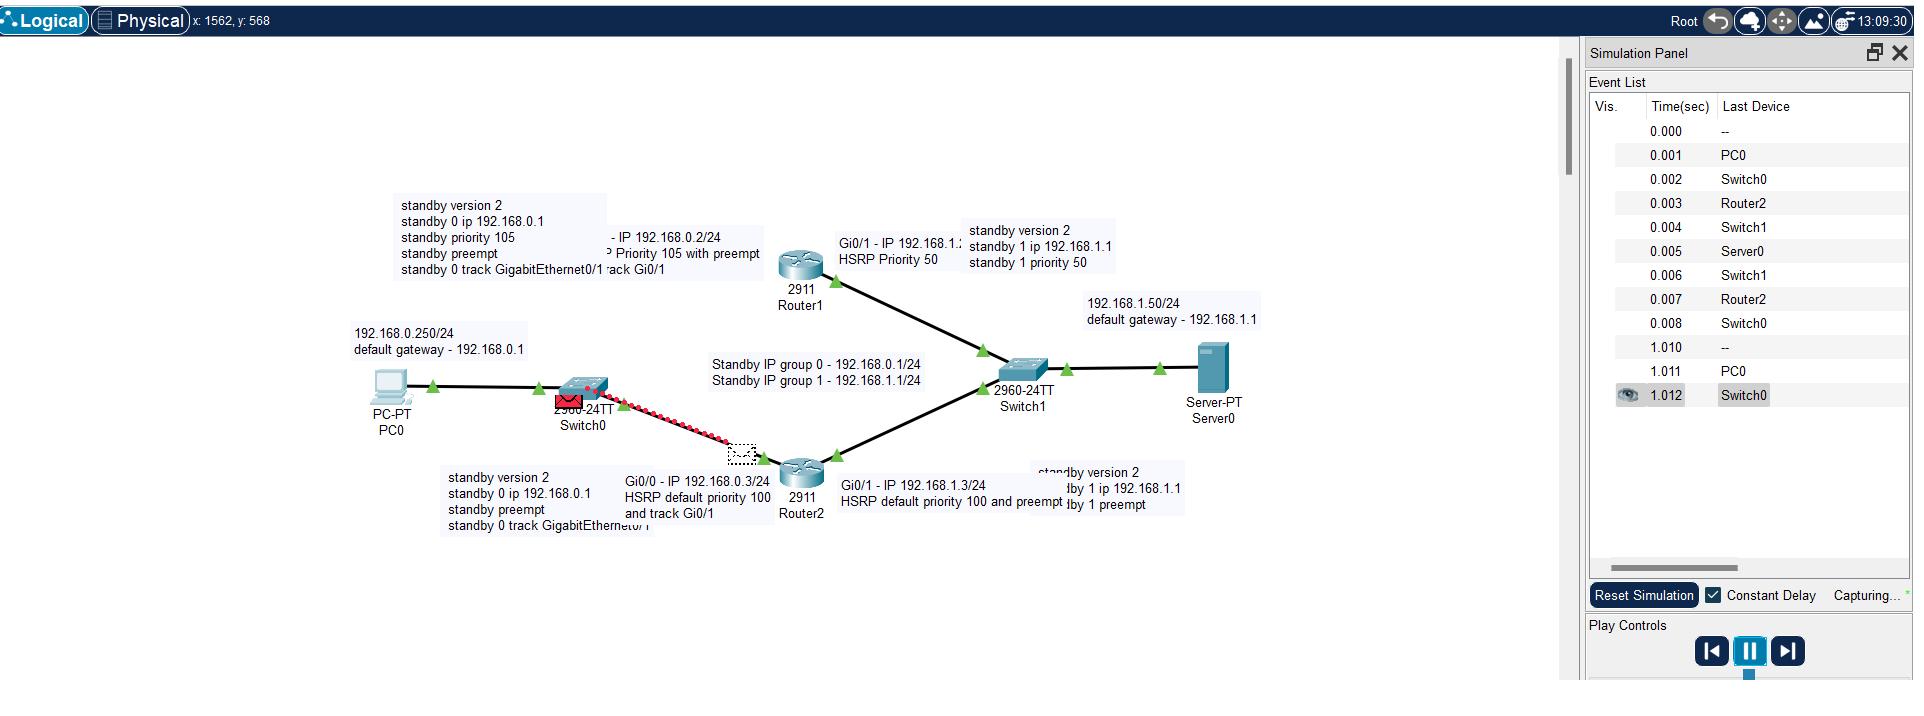 Logical Physical x: 1562, y: 568 Root 13:09:30
Simulation Panel
Event List
Vis. Time(sec) Last Device
0.000 --
0.001 PC0
0.002 Switch0
0.003 Router2
0.004 Switch1
0.005 Server0
0.006 Switch1
0.007 Router2
0.008 Switch0
1.010 --
1.011 PC0
1.012 Switch0
Reset Simulation Constant Delay Capturing... *
Play Controls
standby version 2
standby 0 ip 192.168.0.1
standby priority 105
standby preempt
standby 0 track GigabitEthernet0/1
- IP 192.168.0.2/24
Priority 105 with preempt
track Gi0/1
Gi0/1 - IP 192.168.1.
HSRP Priority 50
standby version 2
standby 1 ip 192.168.1.1
standby 1 priority 50
2911
Router1
192.168.1.50/24
default gateway - 192.168.1.1
192.168.0.250/24
default gateway - 192.168.0.1
Standby IP group 0 - 192.168.0.1/24
Standby IP group 1 - 192.168.1.1/24
PC-PT
PC0
2960-24TT
Switch0
2960-24TT
Switch1
Server-PT
Server0
standby version 2
standby 0 ip 192.168.0.1
standby preempt
standby 0 track GigabitEthernet0/1
Gi0/0 - IP 192.168.0.3/24
HSRP default priority 100
and track Gi0/1
2911
Router2
Gi0/1 - IP 192.168.1.3/24
HSRP default priority 100 and preempt
standby version 2
dby 1 ip 192.168.1.1
dby 1 preempt